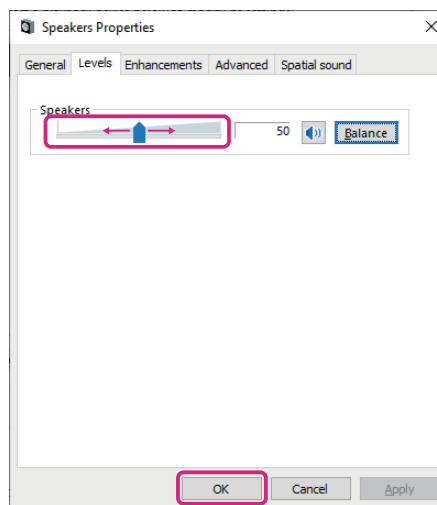 Speakers Properties
General Levels Enhancements Advanced Spatial sound
Speakers
50 Balance
OK Cancel Apply